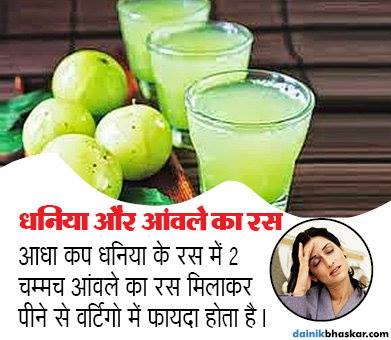 धनिया और आंवले का रस
आधा कप धनिया के रस में 2
चम्मच आंवले का रस मिलाकर
पीने से वर्टिगो में फायदा होता है।
dainikbhaskar.com